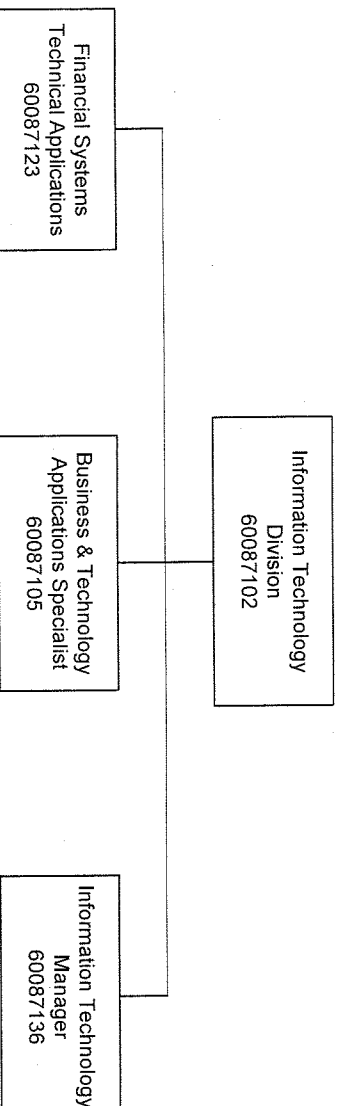 Information Technology
Division
60087102
Financial Systems
Technical Applications
60087123
Business & Technology
Applications Specialist
60087105
Information Technology
Manager
60087136